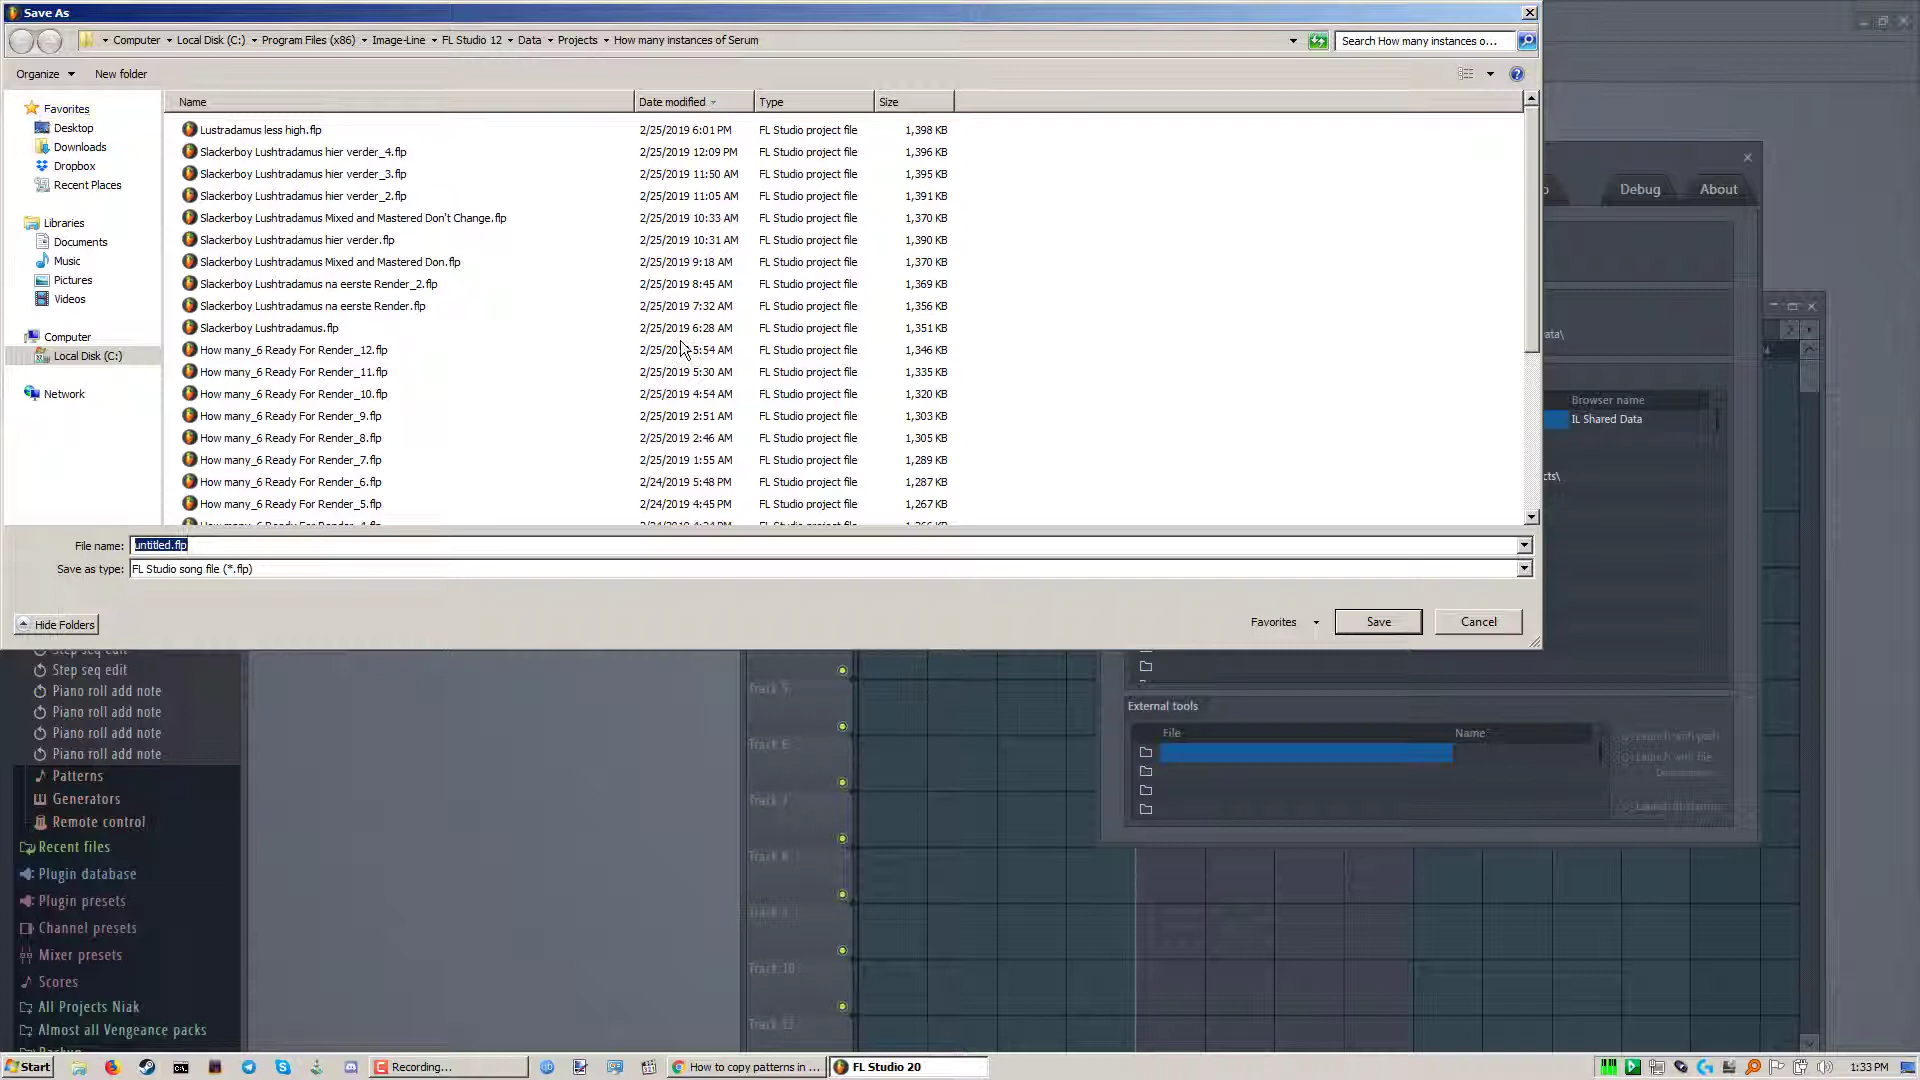 Save As
Computer Local Disk (C:) Program Files (x86) Image-Line FL Studio 12 Data Projects How many instances of Serum
Search How many instances o...
Organize New folder
Favorites
Desktop
Downloads
Dropbox
Recent Places
Libraries
Documents
Music
Pictures
Videos
Computer
Local Disk (C:)
Network
Name Date modified Type Size
Lustradamus less high.flp 2/25/2019 6:01 PM FL Studio project file 1,398 KB
Slackerboy Lushtradamus hier verder_4.flp 2/25/2019 12:09 PM FL Studio project file 1,396 KB
Slackerboy Lushtradamus hier verder_3.flp 2/25/2019 11:50 AM FL Studio project file 1,395 KB
Slackerboy Lushtradamus hier verder_2.flp 2/25/2019 11:05 AM FL Studio project file 1,391 KB
Slackerboy Lushtradamus Mixed and Mastered Don't Change.flp 2/25/2019 10:33 AM FL Studio project file 1,370 KB
Slackerboy Lushtradamus hier verder.flp 2/25/2019 10:31 AM FL Studio project file 1,390 KB
Slackerboy Lushtradamus Mixed and Mastered Don.flp 2/25/2019 9:18 AM FL Studio project file 1,370 KB
Slackerboy Lushtradamus na eerste Render_2.flp 2/25/2019 8:45 AM FL Studio project file 1,369 KB
Slackerboy Lushtradamus na eerste Render.flp 2/25/2019 7:32 AM FL Studio project file 1,356 KB
Slackerboy Lushtradamus.flp 2/25/2019 6:28 AM FL Studio project file 1,351 KB
How many_6 Ready For Render_12.flp 2/25/2019 5:54 AM FL Studio project file 1,346 KB
How many_6 Ready For Render_11.flp 2/25/2019 5:30 AM FL Studio project file 1,335 KB
How many_6 Ready For Render_10.flp 2/25/2019 4:54 AM FL Studio project file 1,320 KB
How many_6 Ready For Render_9.flp 2/25/2019 2:51 AM FL Studio project file 1,303 KB
How many_6 Ready For Render_8.flp 2/25/2019 2:46 AM FL Studio project file 1,305 KB
How many_6 Ready For Render_7.flp 2/25/2019 1:55 AM FL Studio project file 1,289 KB
How many_6 Ready For Render_6.flp 2/24/2019 5:48 PM FL Studio project file 1,287 KB
How many_6 Ready For Render_5.flp 2/24/2019 4:45 PM FL Studio project file 1,267 KB
File name: untitled.flp
Save as type: FL Studio song file (*.flp)
Hide Folders
Favorites Save Cancel
Debug About
Browser name
IL Shared Data
External tools
File Name
Launch with path
Launch with file
Step seq edit
Step seq edit
Piano roll add note
Piano roll add note
Piano roll add note
Piano roll add note
Patterns
Generators
Remote control
Recent files
Plugin database
Plugin presets
Channel presets
Mixer presets
Scores
All Projects Niak
Almost all Vengeance packs
Track 5
Track 6
Track 7
Track 8
Track 10
Start
Recording...
How to copy patterns in ...
FL Studio 20
1:33 PM